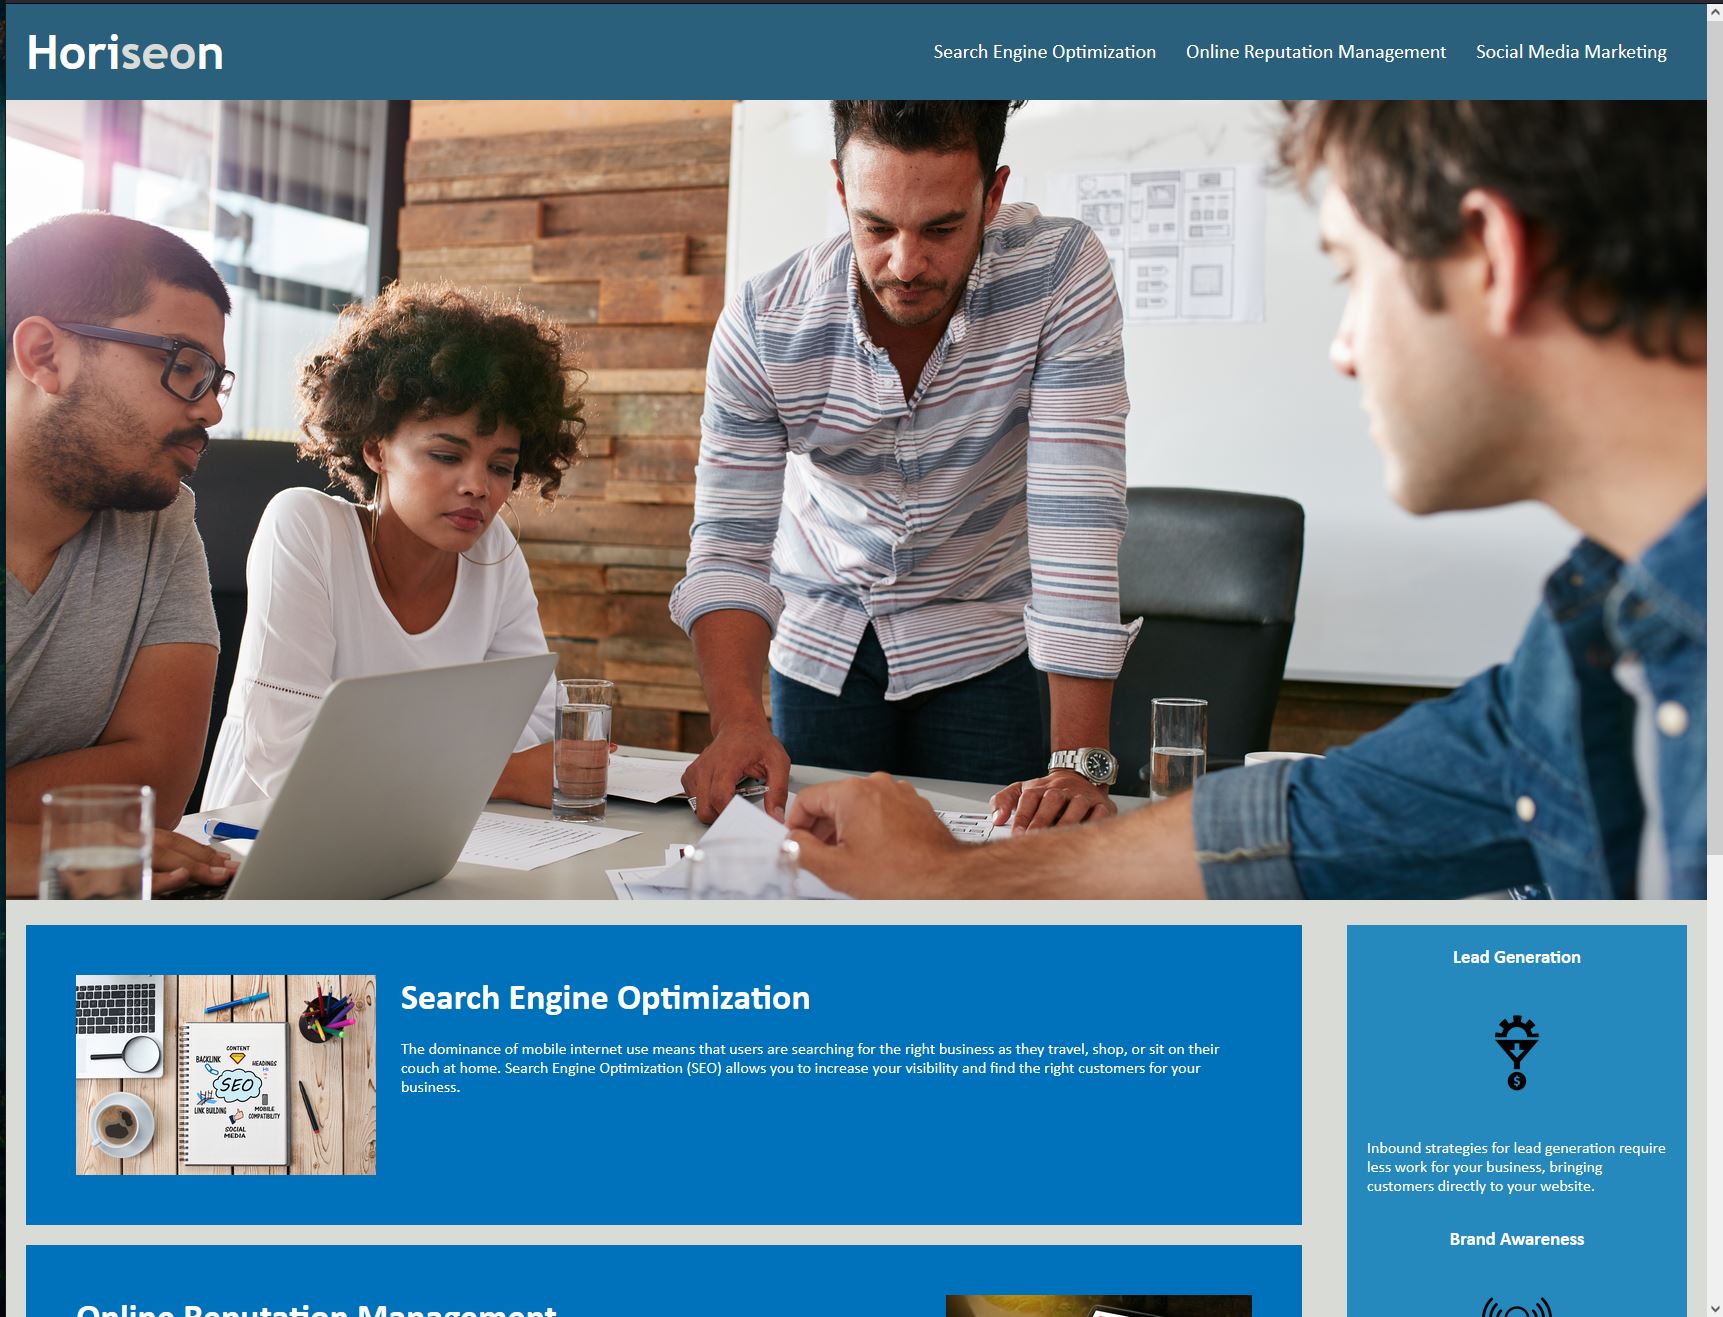 Horiseon
Search Engine Optimization
Online Reputation Management
Social Media Marketing
Search Engine Optimization
The dominance of mobile internet use means that users are searching for the right business as they travel, shop, or sit on their
couch at home. Search Engine Optimization (SEO) allows you to increase your visibility and find the right customers for your
business.
CONTENT
BACKLINK
HEADINGS
SEO
LINK BUILDING
MOBILE
COMPATIBILITY
SOCIAL
MEDIA
Online Reputation Management
Lead Generation
$
Inbound strategies for lead generation require
less work for your business, bringing
customers directly to your website.
Brand Awareness